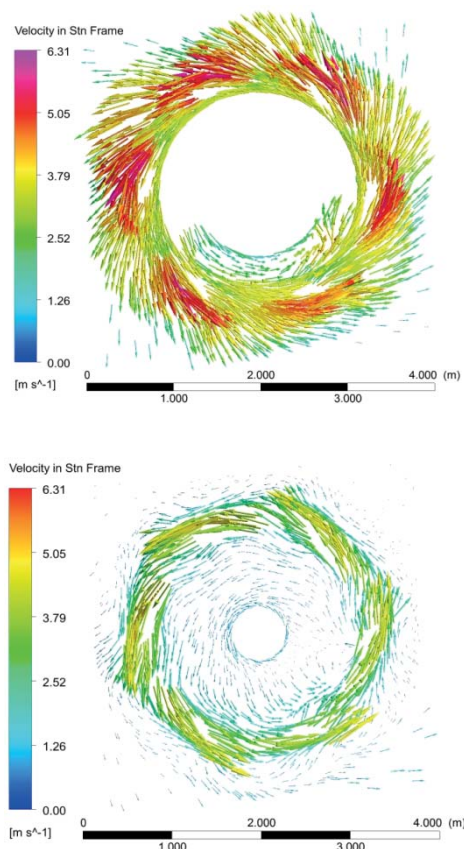 Velocity in Stn Frame
6.31
5.05
3.79
2.52
1.26
0.00
[m s^-1]
0 2.000 4.000 (m)
1.000 3.000
Velocity in Stn Frame
6.31
5.05
3.79
2.52
1.26
0.00
[m s^-1]
0 2.000 4.000 (m)
1.000 3.000